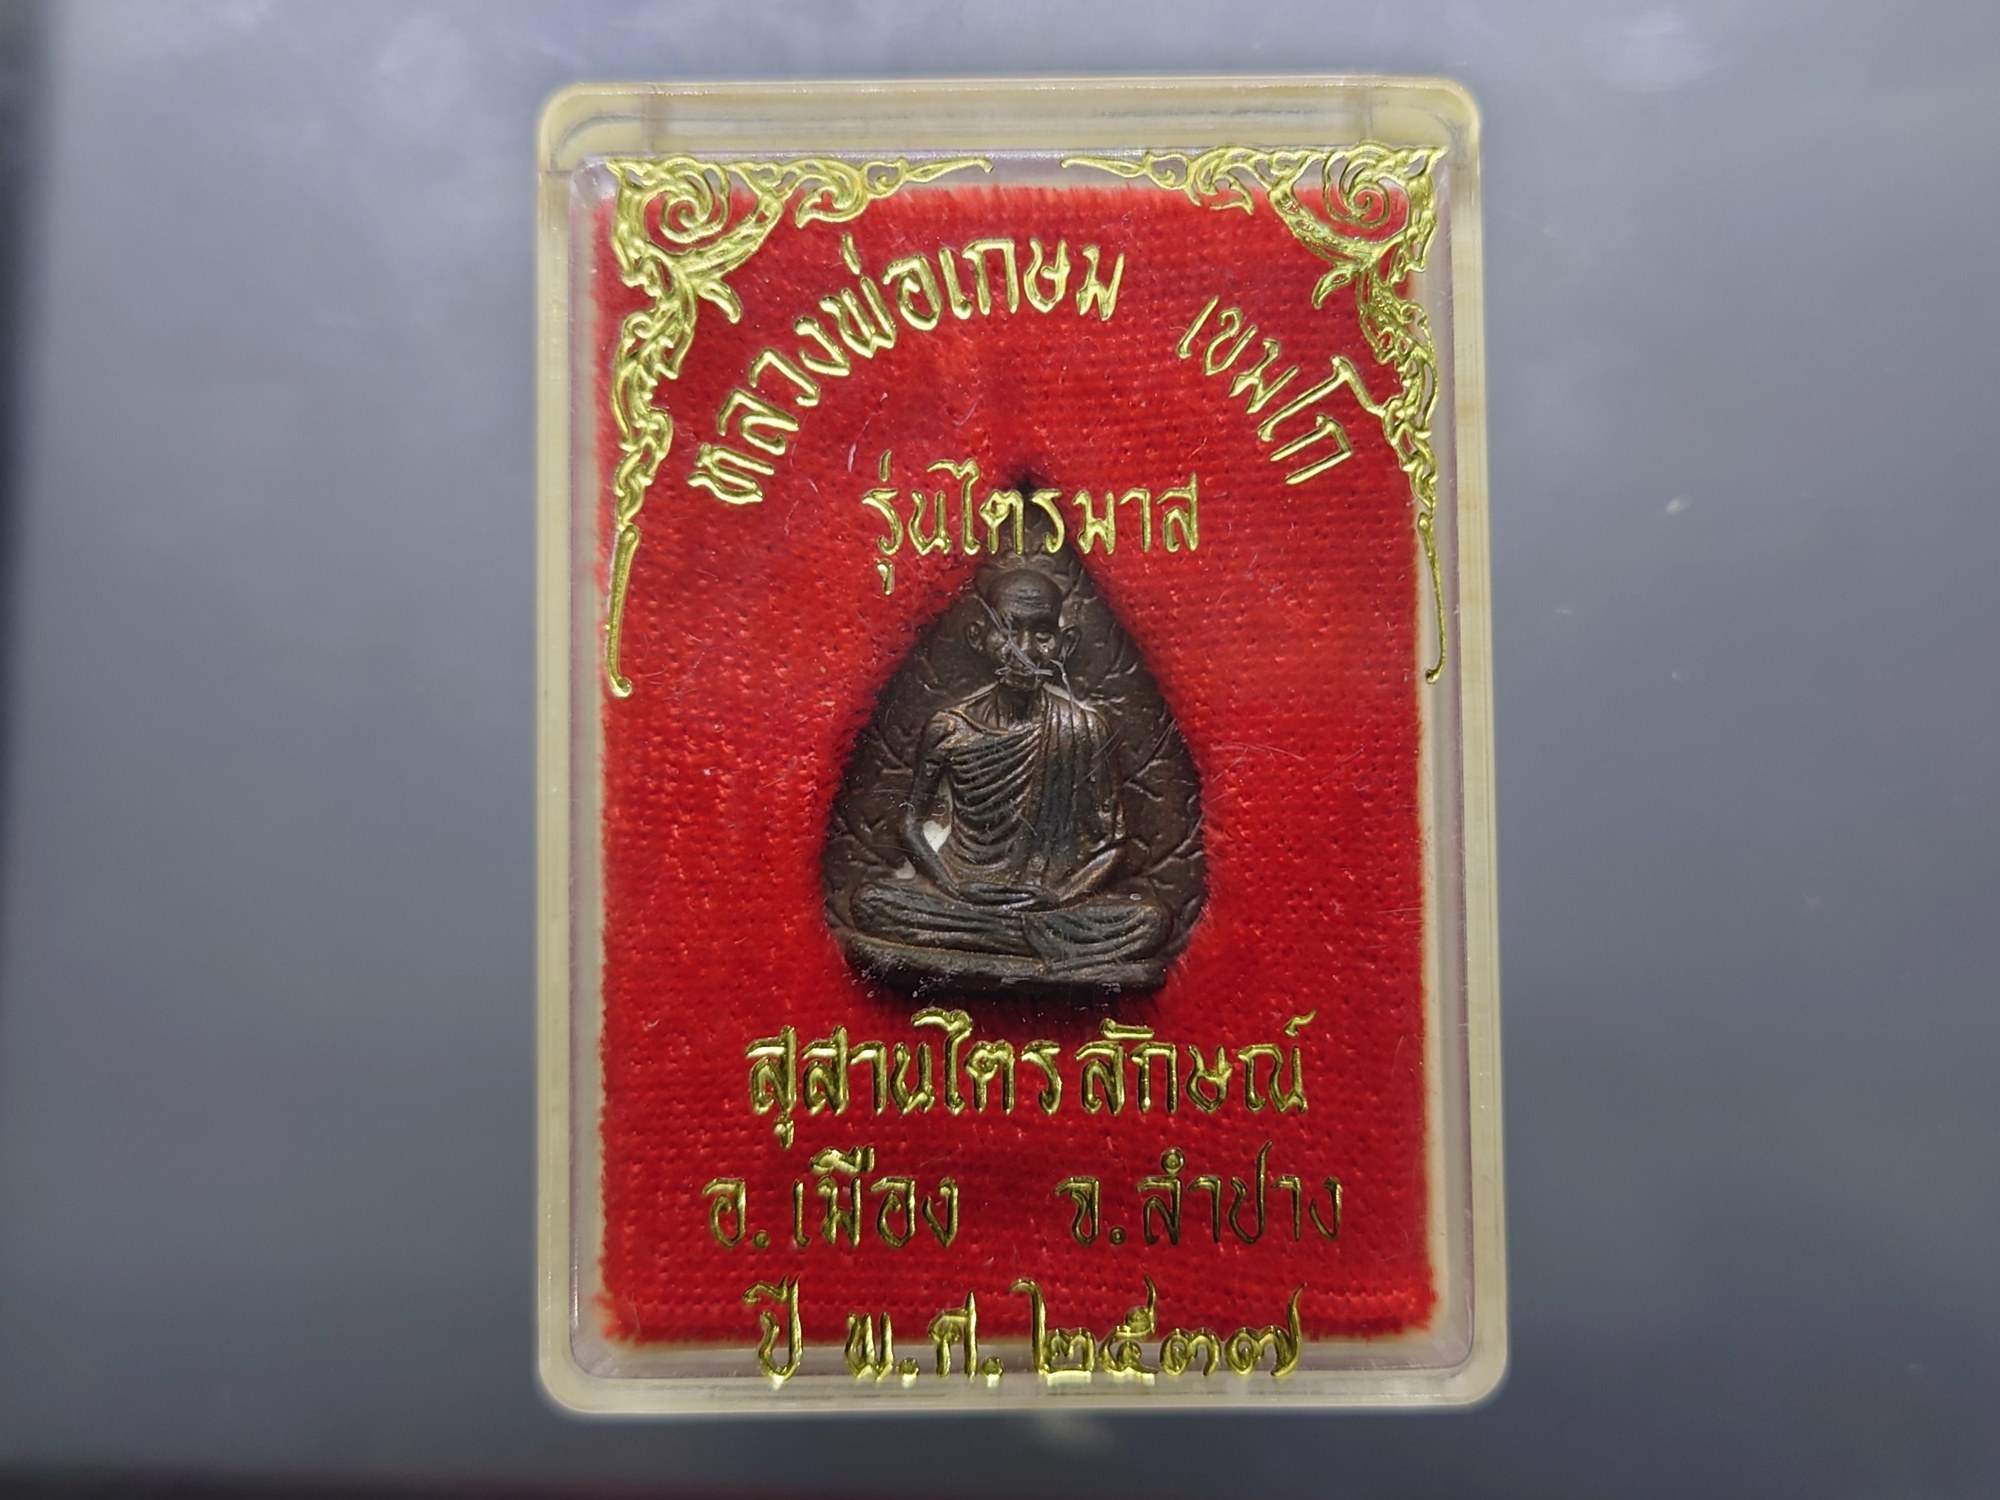 หลวงพ่อเกษม เขมโก
รุ่นไตรมาส
สุสานไตรลักษณ์
อ.เมือง จ.ลำปาง
ปี พ.ศ. ๒๕๓๗